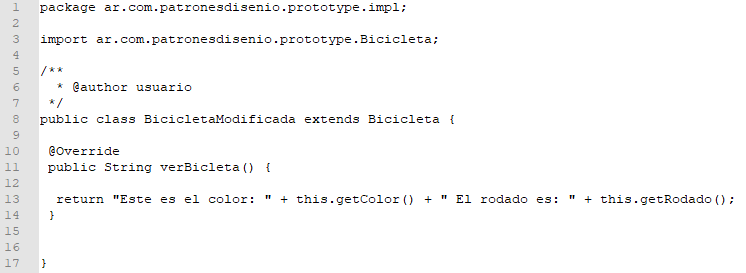 1 package ar.com.patronesdisenio.prototype.impl;
2
3 import ar.com.patronesdisenio.prototype.Bicicleta;
4
5 /**
6 * @author usuario
7 */
8 public class BicicletaModificada extends Bicicleta {
9
10 @Override
11 public String verBicleta() {
12
13 return "Este es el color: " + this.getColor() + " El rodado es: " + this.getRodado();
14 }
15
16
17 }